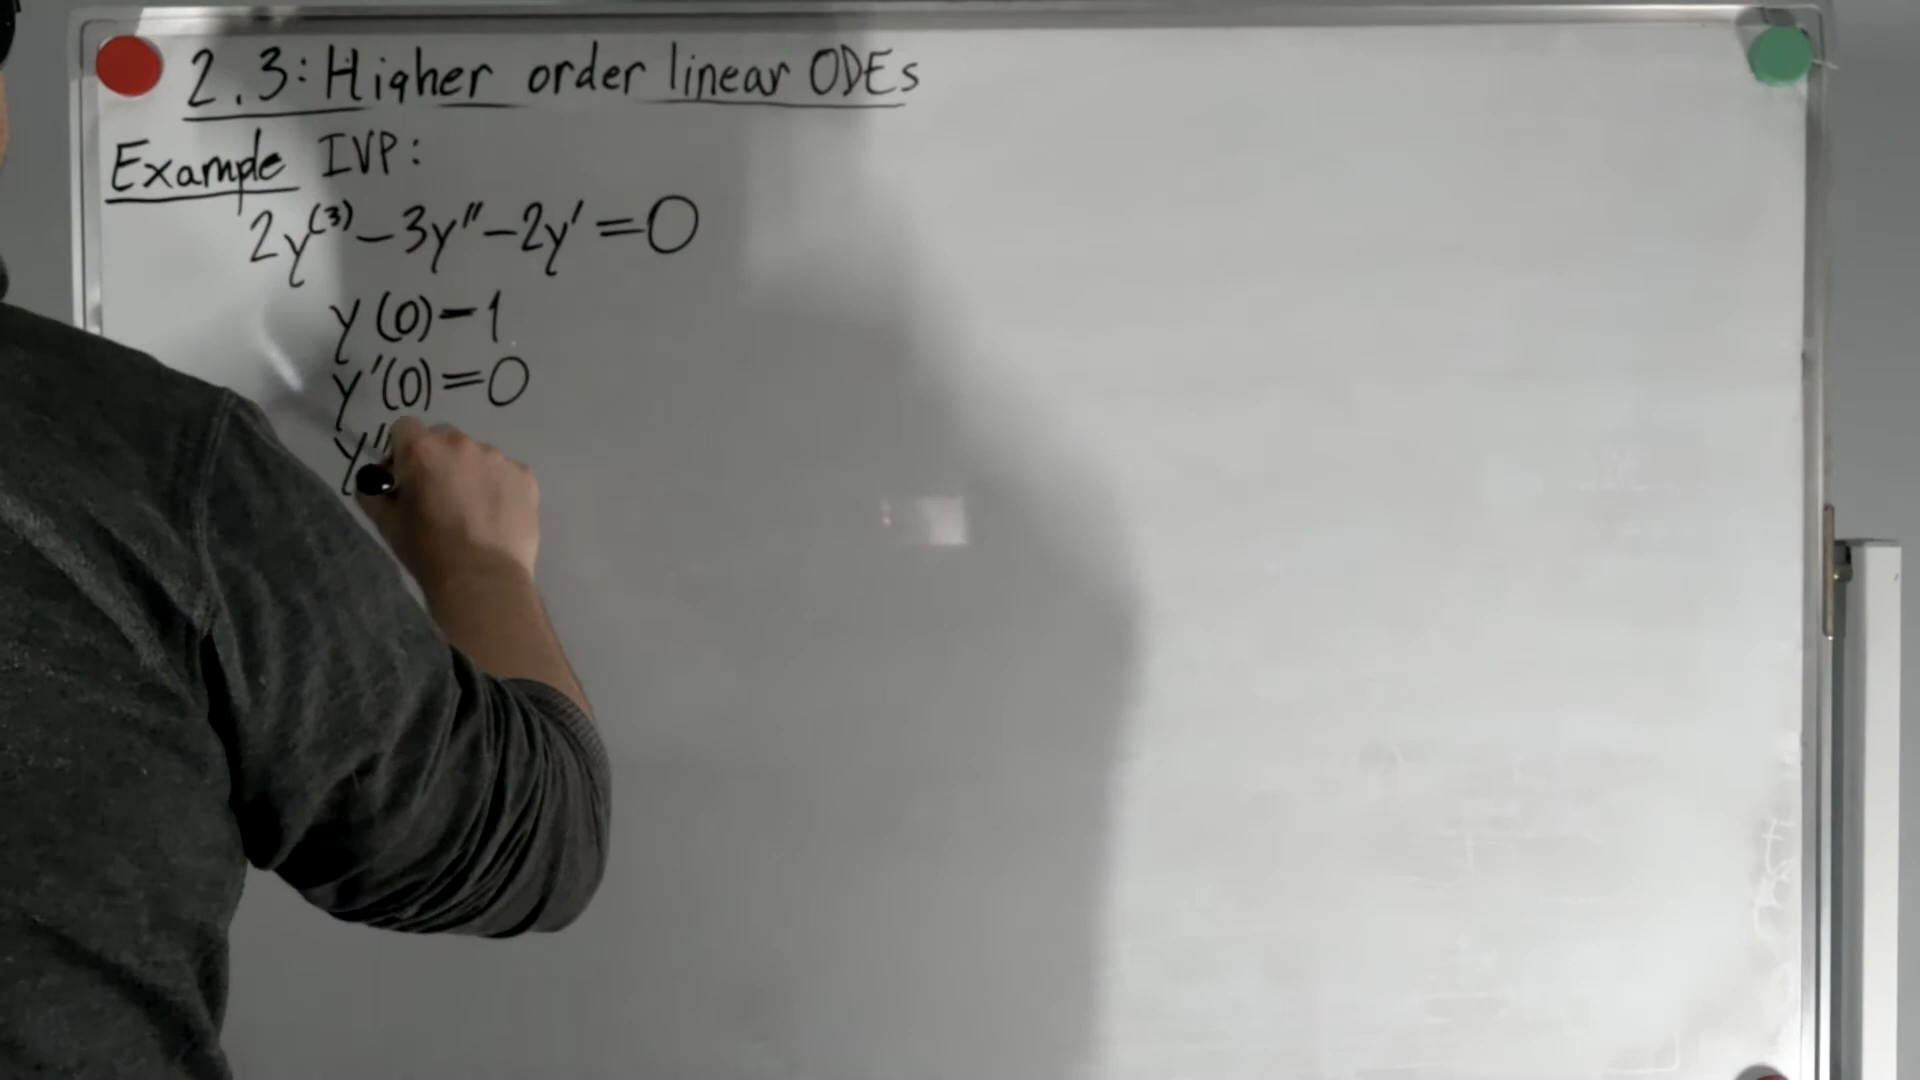 2.3: Higher order linear ODEs
Example IVP:
2y⁽³⁾ − 3y″ − 2y′ = 0
y(0) = 1
y′(0) = 0
y″